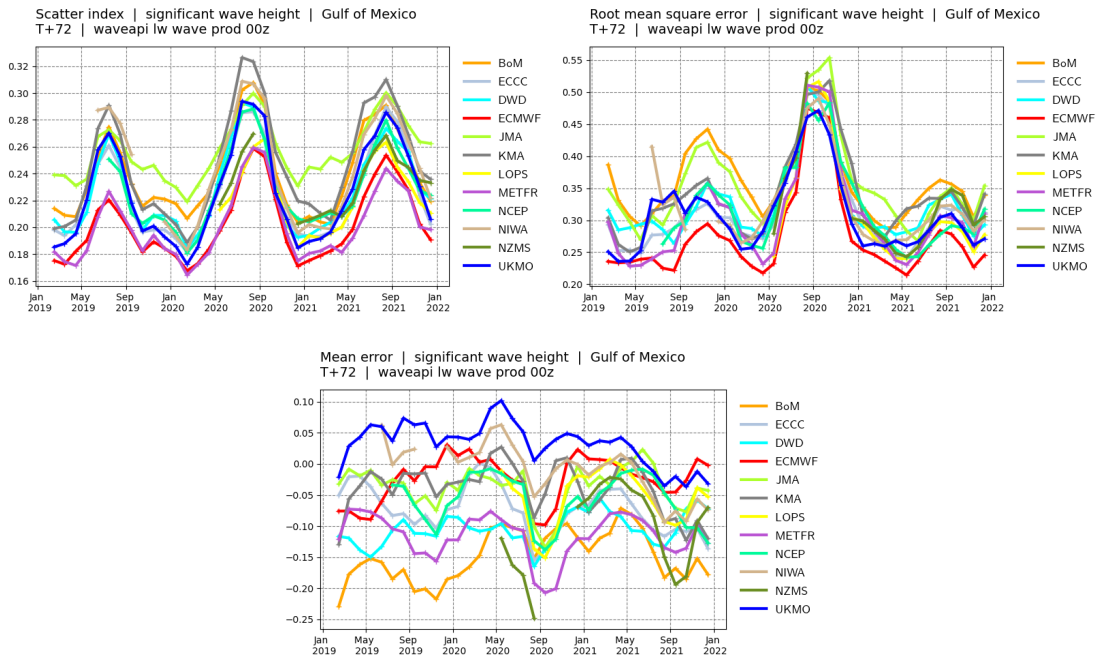 Scatter index | significant wave height | Gulf of Mexico
T+72 | waveapi lw wave prod 00z
0.32
0.30
0.28
0.26
0.24
0.22
0.20
0.18
0.16
Jan 2019
May 2019
Sep 2019
Jan 2020
May 2020
Sep 2020
Jan 2021
May 2021
Sep 2021
Jan 2022
BoM
ECCC
DWD
ECMWF
JMA
KMA
LOPS
METFR
NCEP
NIWA
NZMS
UKMO
Root mean square error | significant wave height | Gulf of Mexico
T+72 | waveapi lw wave prod 00z
0.55
0.50
0.45
0.40
0.35
0.30
0.25
0.20
Jan 2019
May 2019
Sep 2019
Jan 2020
May 2020
Sep 2020
Jan 2021
May 2021
Sep 2021
Jan 2022
BoM
ECCC
DWD
ECMWF
JMA
KMA
LOPS
METFR
NCEP
NIWA
NZMS
UKMO
Mean error | significant wave height | Gulf of Mexico
T+72 | waveapi lw wave prod 00z
0.10
0.05
0.00
−0.05
−0.10
−0.15
−0.20
−0.25
Jan 2019
May 2019
Sep 2019
Jan 2020
May 2020
Sep 2020
Jan 2021
May 2021
Sep 2021
Jan 2022
BoM
ECCC
DWD
ECMWF
JMA
KMA
LOPS
METFR
NCEP
NIWA
NZMS
UKMO